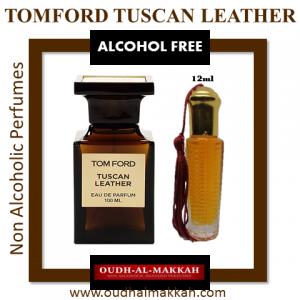 TOMFORD TUSCAN LEATHER
ALCOHOL FREE
Non Alcoholic Perfumes
12ml
TOM FORD
TUSCAN
LEATHER
EAU DE PARFUM
100 ML
OUDH-AL-MAKKAH
www.oudhalmakkah.com